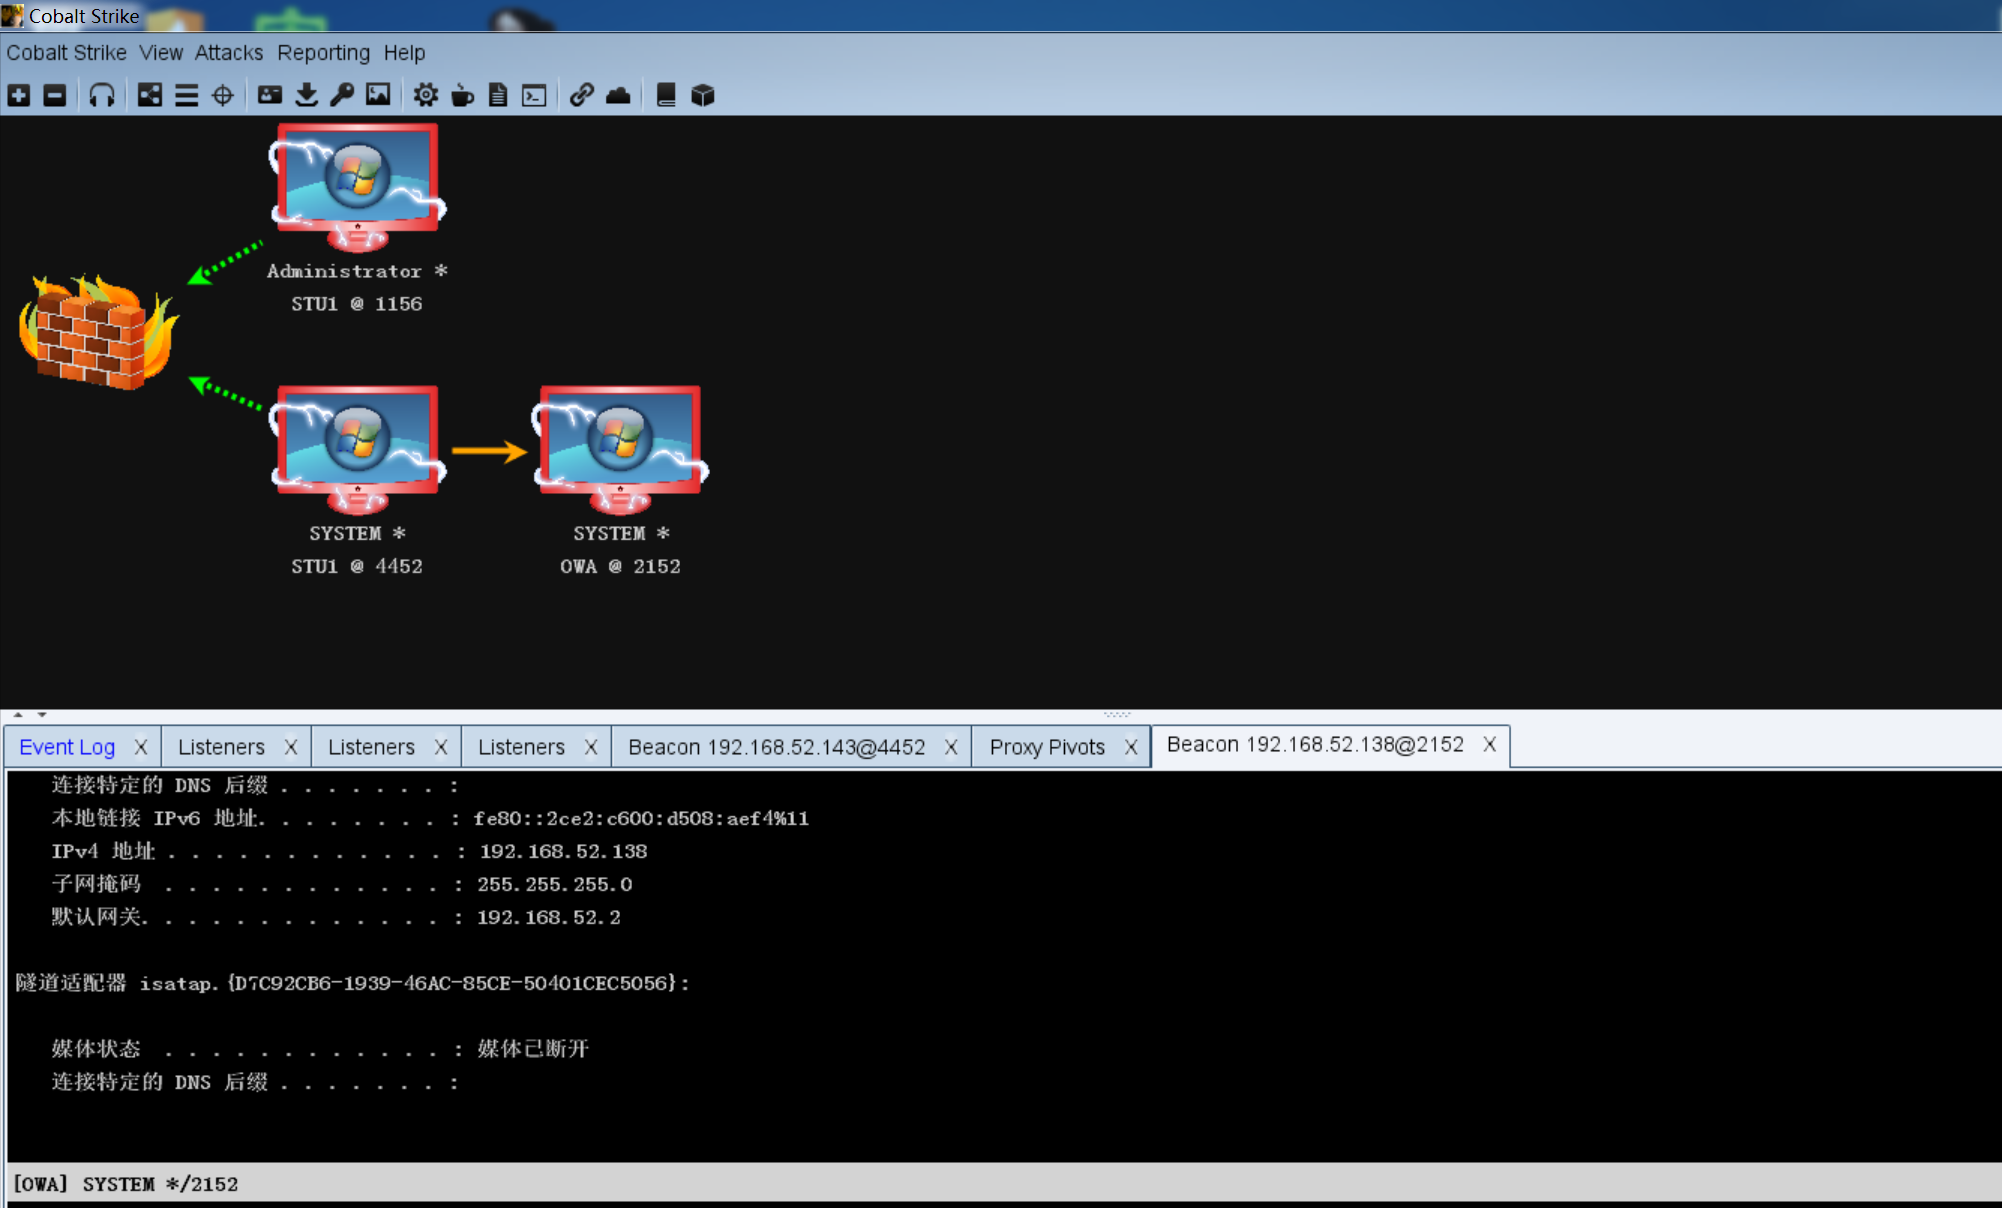 Cobalt Strike
Cobalt Strike View Attacks Reporting Help
Administrator *
STU1 @ 1156
SYSTEM *
STU1 @ 4452
SYSTEM *
OWA @ 2152
Event Log X Listeners X Listeners X Listeners X Beacon 192.168.52.143@4452 X Proxy Pivots X Beacon 192.168.52.138@2152 X
连接特定的 DNS 后缀 . . . . . . . :
本地链接 IPv6 地址. . . . . . . . : fe80::2ce2:c600:d508:aef4%11
IPv4 地址 . . . . . . . . . . . . : 192.168.52.138
子网掩码  . . . . . . . . . . . . : 255.255.255.0
默认网关. . . . . . . . . . . . . : 192.168.52.2
隧道适配器 isatap.{D7C92CB6-1939-46AC-85CE-50401CEC5056}:
媒体状态  . . . . . . . . . . . . : 媒体已断开
连接特定的 DNS 后缀 . . . . . . . :
[OWA] SYSTEM */2152